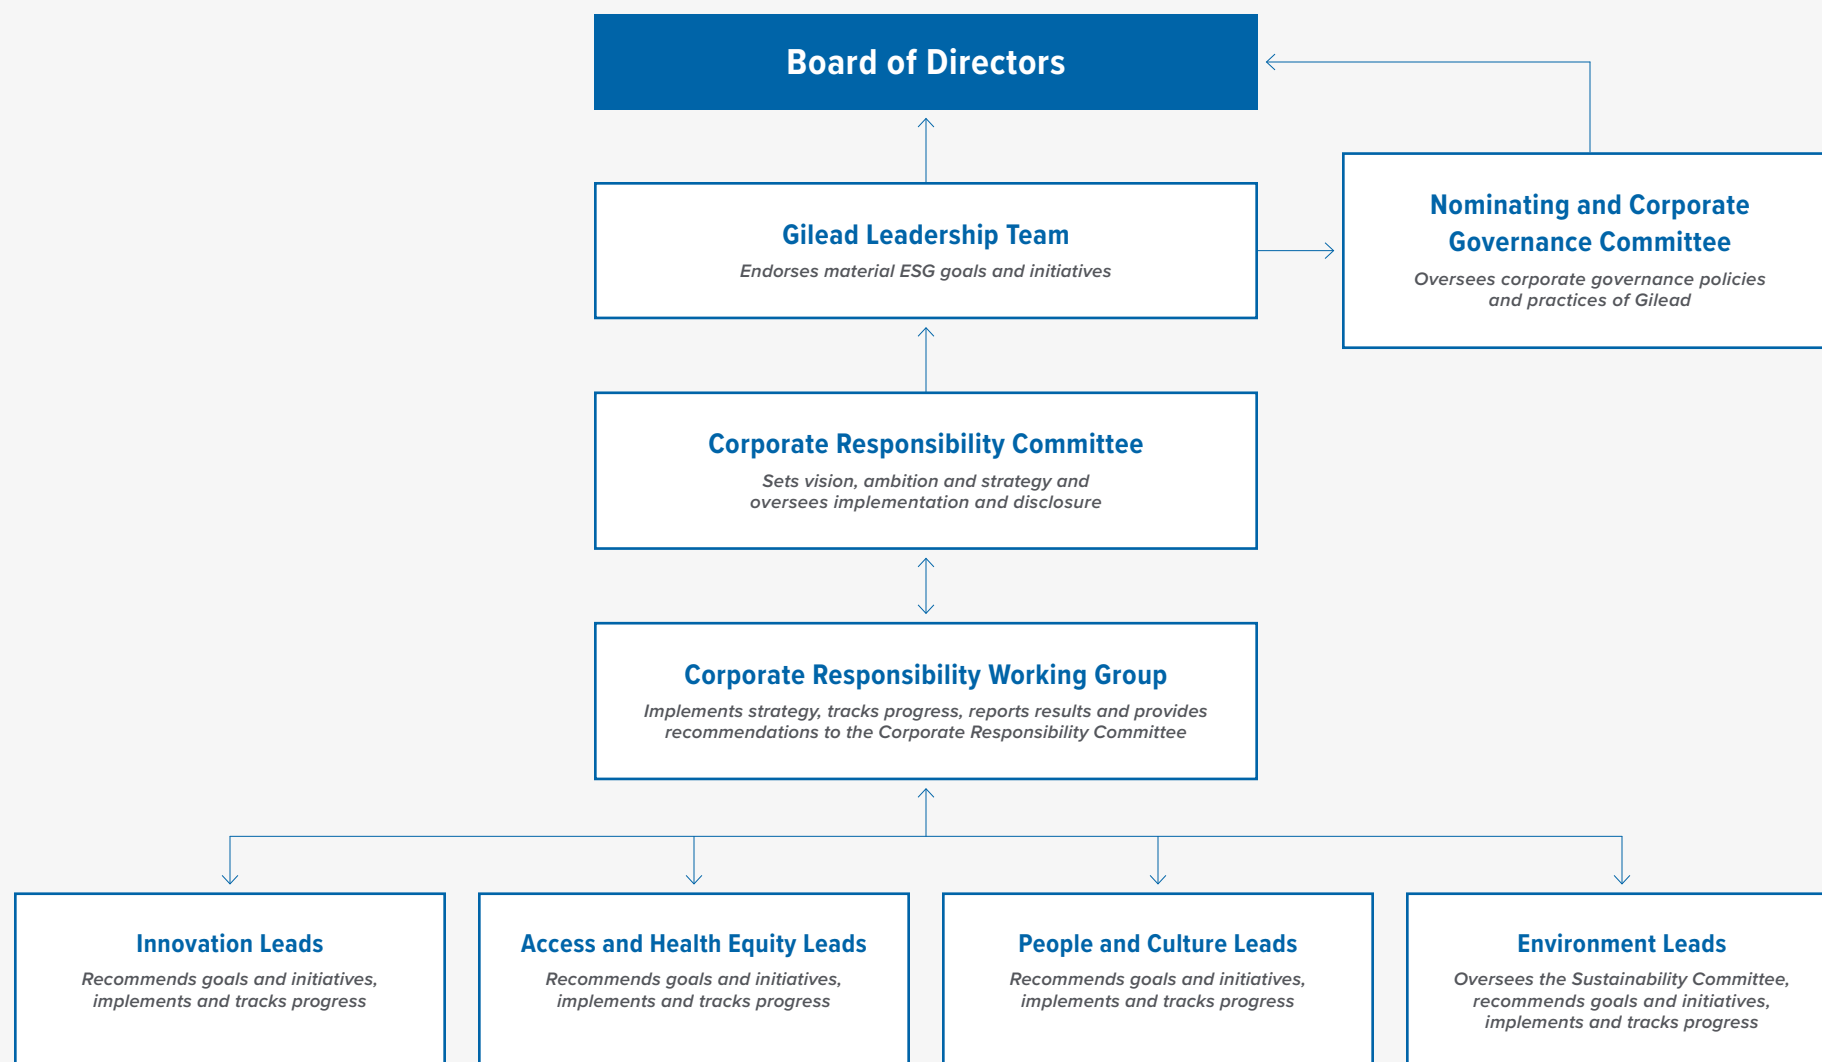 Board of Directors
Gilead Leadership Team
Endorses material ESG goals and initiatives
Nominating and Corporate
Governance Committee
Oversees corporate governance policies
and practices of Gilead
Corporate Responsibility Committee
Sets vision, ambition and strategy and
oversees implementation and disclosure
Corporate Responsibility Working Group
Implements strategy, tracks progress, reports results and provides
recommendations to the Corporate Responsibility Committee
Innovation Leads
Recommends goals and initiatives,
implements and tracks progress
Access and Health Equity Leads
Recommends goals and initiatives,
implements and tracks progress
People and Culture Leads
Recommends goals and initiatives,
implements and tracks progress
Environment Leads
Oversees the Sustainability Committee,
recommends goals and initiatives,
implements and tracks progress